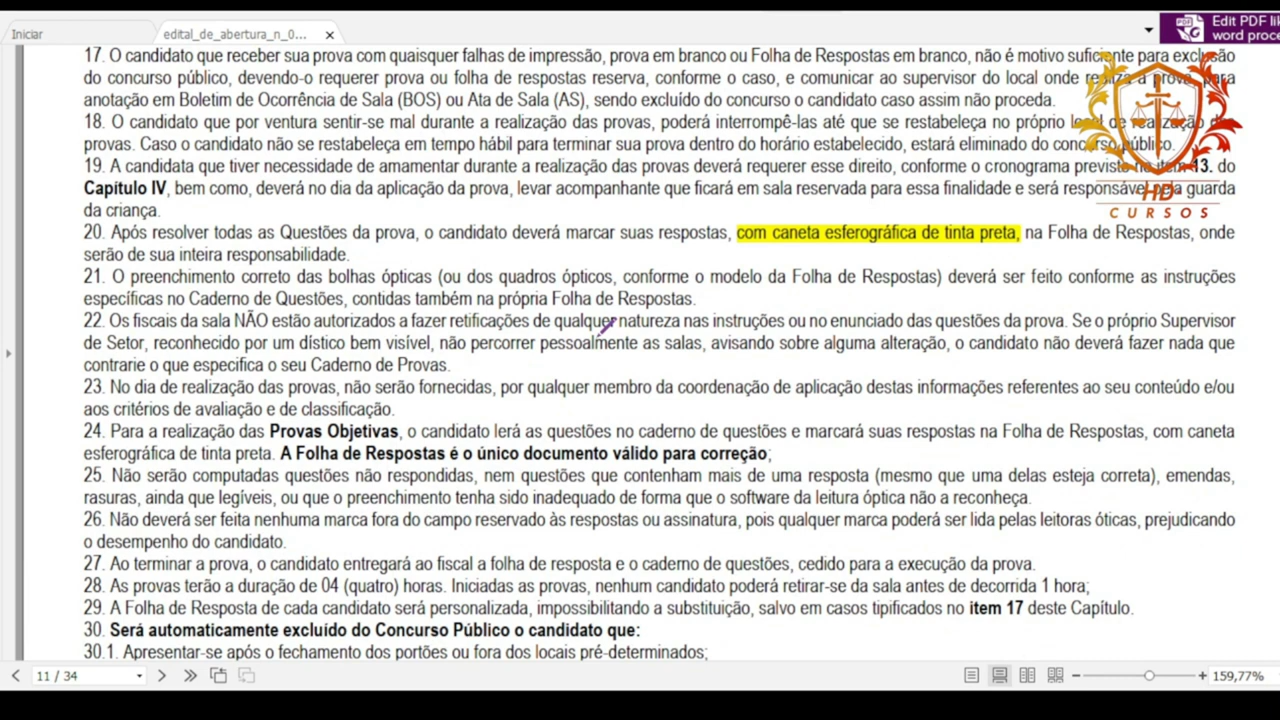 Iniciar
edital_de_abertura_n_0... ×
Edit PDF lik
word proce
17. O candidato que receber sua prova com quaisquer falhas de impressão, prova em branco ou Folha de Respostas em branco, não é motivo suficiente para exclusão
do concurso público, devendo-o requerer prova ou folha de respostas reserva, conforme o caso, e comunicar ao supervisor do local onde realiza a prova, para
anotação em Boletim de Ocorrência de Sala (BOS) ou Ata de Sala (AS), sendo excluído do concurso o candidato caso assim não proceda.
18. O candidato que por ventura sentir-se mal durante a realização das provas, poderá interrompê-las até que se restabeleça no próprio local de realização das
provas. Caso o candidato não se restabeleça em tempo hábil para terminar sua prova dentro do horário estabelecido, estará eliminado do concurso público.
19. A candidata que tiver necessidade de amamentar durante a realização das provas deverá requerer esse direito, conforme o cronograma previsto no item 13. do
Capítulo IV, bem como, deverá no dia da aplicação da prova, levar acompanhante que ficará em sala reservada para essa finalidade e será responsável pela guarda
da criança.
HD
CURSOS
20. Após resolver todas as Questões da prova, o candidato deverá marcar suas respostas, com caneta esferográfica de tinta preta, na Folha de Respostas, onde
serão de sua inteira responsabilidade.
21. O preenchimento correto das bolhas ópticas (ou dos quadros ópticos, conforme o modelo da Folha de Respostas) deverá ser feito conforme as instruções
específicas no Caderno de Questões, contidas também na própria Folha de Respostas.
22. Os fiscais da sala NÃO estão autorizados a fazer retificações de qualquer natureza nas instruções ou no enunciado das questões da prova. Se o próprio Supervisor
de Setor, reconhecido por um dístico bem visível, não percorrer pessoalmente as salas, avisando sobre alguma alteração, o candidato não deverá fazer nada que
contrarie o que especifica o seu Caderno de Provas.
23. No dia de realização das provas, não serão fornecidas, por qualquer membro da coordenação de aplicação destas informações referentes ao seu conteúdo e/ou
aos critérios de avaliação e de classificação.
24. Para a realização das Provas Objetivas, o candidato lerá as questões no caderno de questões e marcará suas respostas na Folha de Respostas, com caneta
esferográfica de tinta preta. A Folha de Respostas é o único documento válido para correção;
25. Não serão computadas questões não respondidas, nem questões que contenham mais de uma resposta (mesmo que uma delas esteja correta), emendas,
rasuras, ainda que legíveis, ou que o preenchimento tenha sido inadequado de forma que o software da leitura óptica não a reconheça.
26. Não deverá ser feita nenhuma marca fora do campo reservado às respostas ou assinatura, pois qualquer marca poderá ser lida pelas leitoras óticas, prejudicando
o desempenho do candidato.
27. Ao terminar a prova, o candidato entregará ao fiscal a folha de resposta e o caderno de questões, cedido para a execução da prova.
28. As provas terão a duração de 04 (quatro) horas. Iniciadas as provas, nenhum candidato poderá retirar-se da sala antes de decorrida 1 hora;
29. A Folha de Resposta de cada candidato será personalizada, impossibilitando a substituição, salvo em casos tipificados no item 17 deste Capítulo.
30. Será automaticamente excluído do Concurso Público o candidato que:
30.1. Apresentar-se após o fechamento dos portões ou fora dos locais pré-determinados;
11 / 34
159,77%